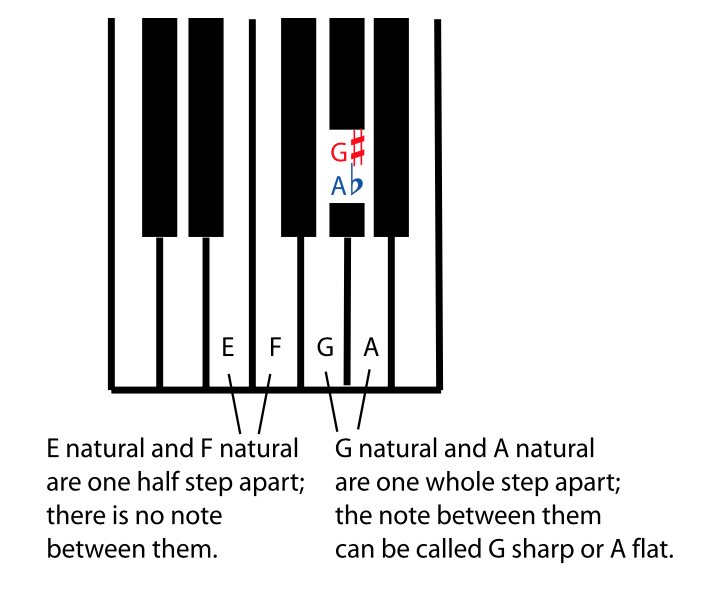 G♯
A♭
E F G A
E natural and F natural
are one half step apart;
there is no note
between them.
G natural and A natural
are one whole step apart;
the note between them
can be called G sharp or A flat.